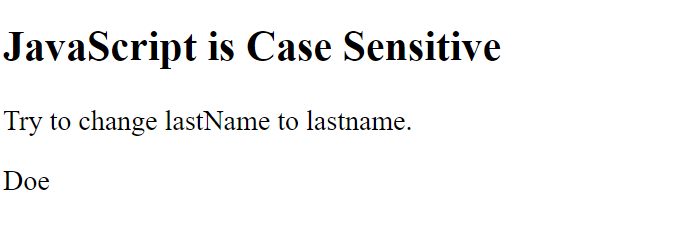 JavaScript is Case Sensitive
Try to change lastName to lastname.
Doe